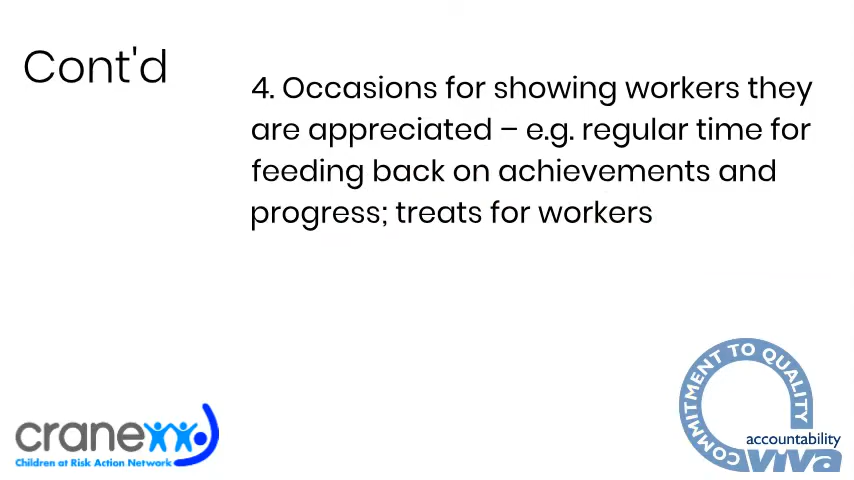 Cont'd
4. Occasions for showing workers they
are appreciated – e.g. regular time for
feeding back on achievements and
progress; treats for workers
COMMITMENT TO QUALITY
accountability
viva
crane
Children at Risk Action Network